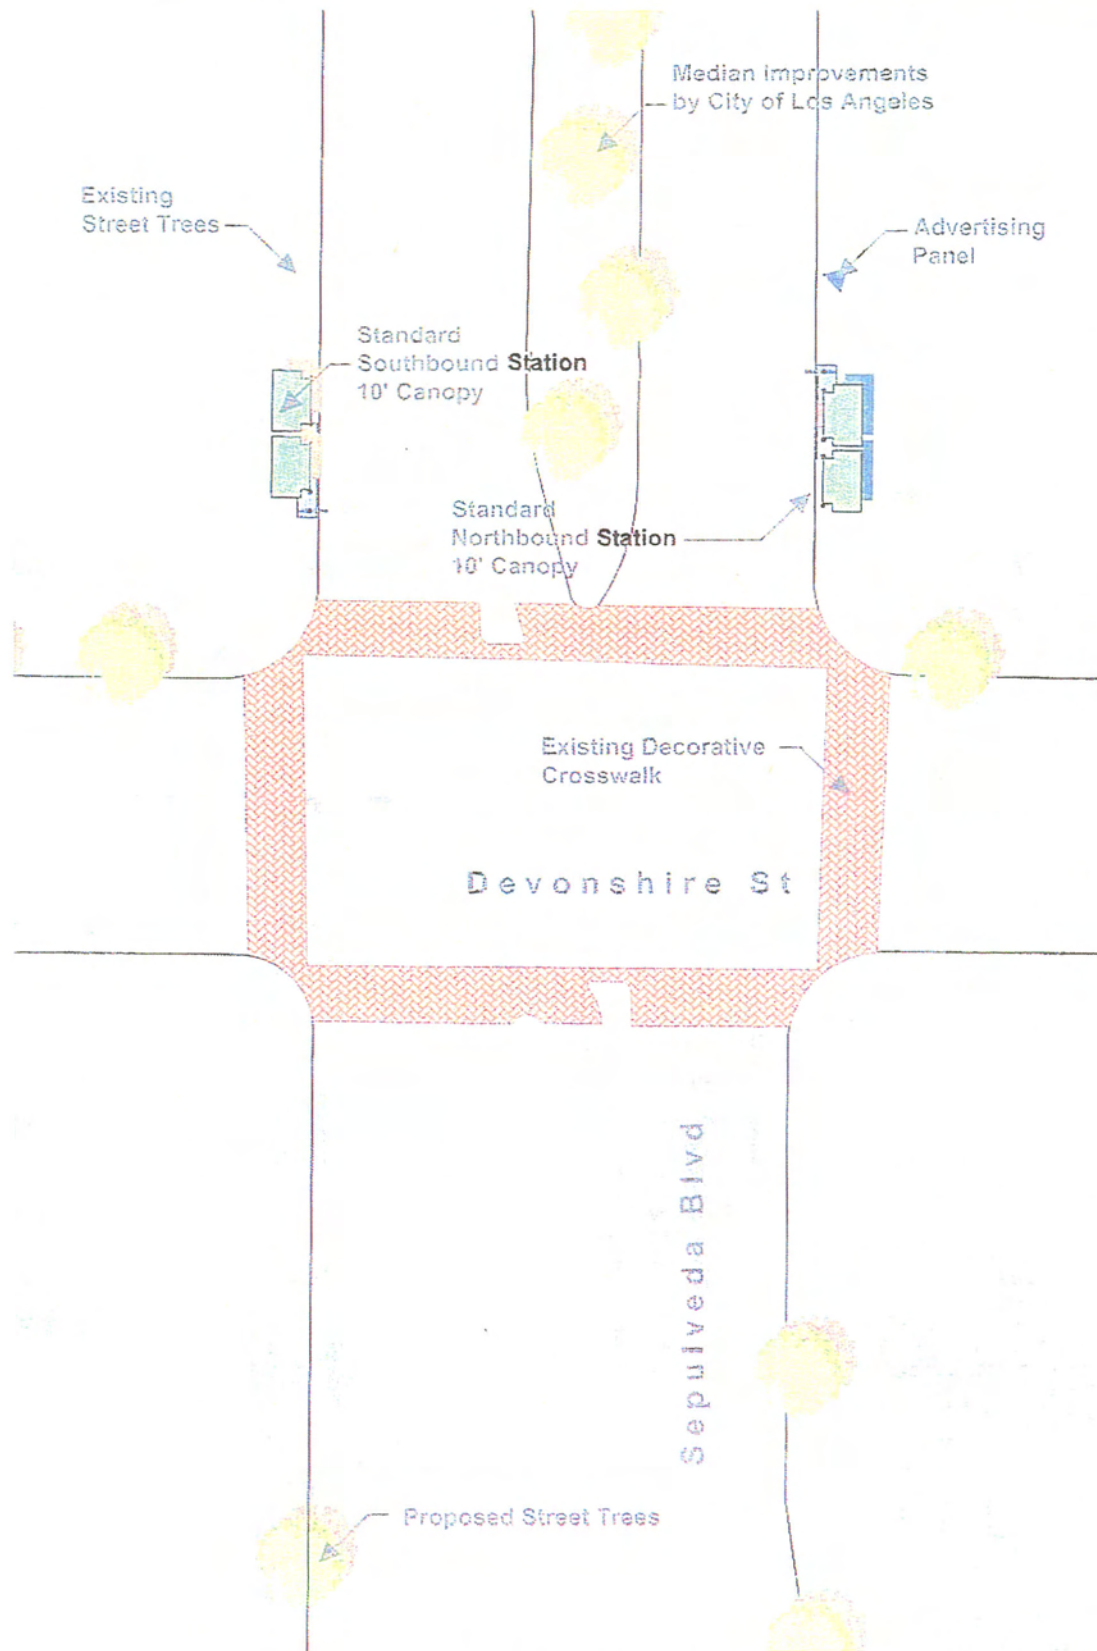 Median improvements
by City of Los Angeles
Existing
Street Trees
Advertising
Panel
Standard
Southbound Station
10' Canopy
Standard
Northbound Station
10' Canopy
Existing Decorative
Crosswalk
Devonshire St
Sepulveda Blvd
Proposed Street Trees